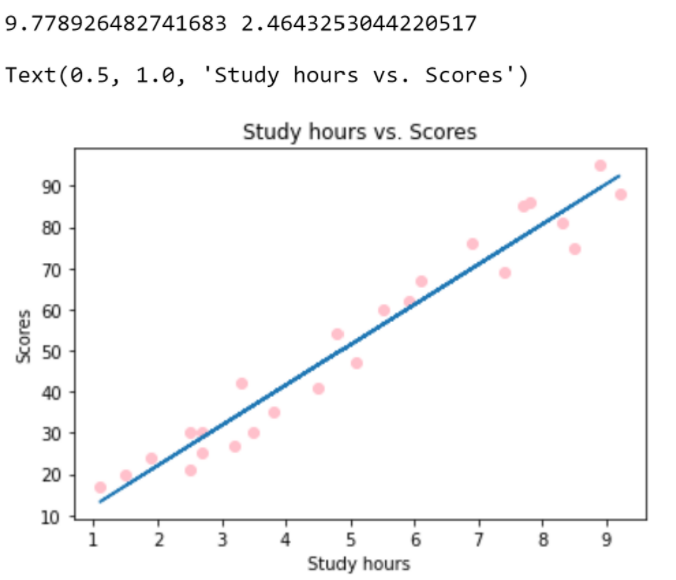 9.778926482741683 2.4643253044220517
Text(0.5, 1.0, 'Study hours vs. Scores')
Study hours vs. Scores
90
80
70
60
50
40
30
20
10
Scores
1 2 3 4 5 6 7 8 9
Study hours